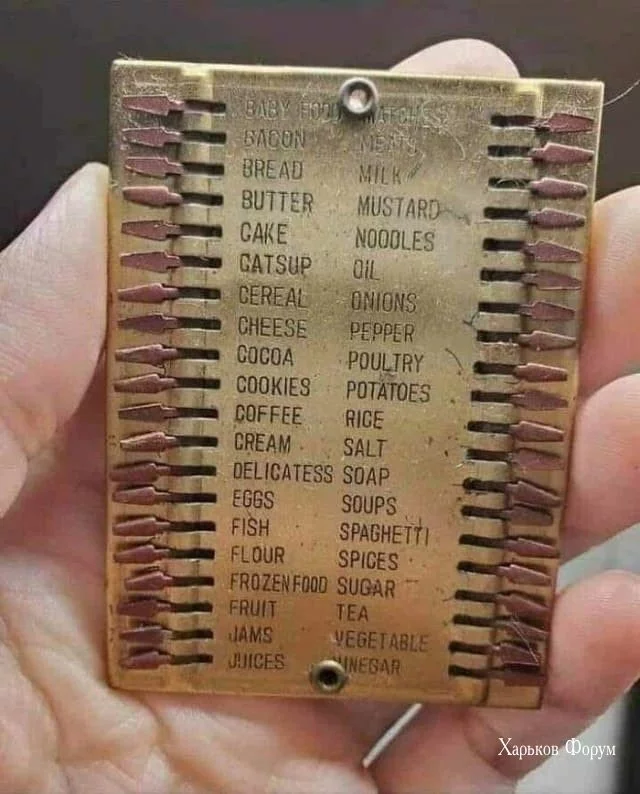 BABY FOOD MATCHES
BACON MEATS
BREAD MILK
BUTTER MUSTARD
CAKE NOODLES
CATSUP OIL
CEREAL ONIONS
CHEESE PEPPER
COCOA POULTRY
COOKIES POTATOES
COFFEE RICE
CREAM SALT
DELICATESS SOAP
EGGS SOUPS
FISH SPAGHETTI
FLOUR SPICES
FROZEN FOOD SUGAR
FRUIT TEA
JAMS VEGETABLE
JUICES VINEGAR
Харьков Форум